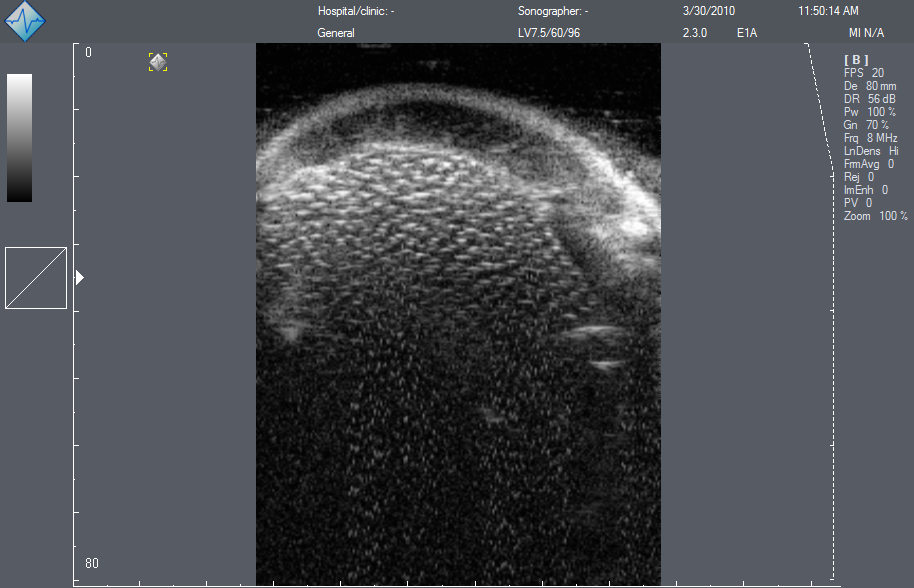 Hospital/clinic: - Sonographer: - 3/30/2010 11:50:14 AM
General LV7.5/60/96 2.3.0 E1A MI N/A
0
[ B ]
FPS 20
De 80 mm
DR 56 dB
Pw 100 %
Gn 70 %
Frq 8 MHz
LnDens Hi
FrmAvg 0
Rej 0
ImEnh 0
PV 0
Zoom 100 %
80